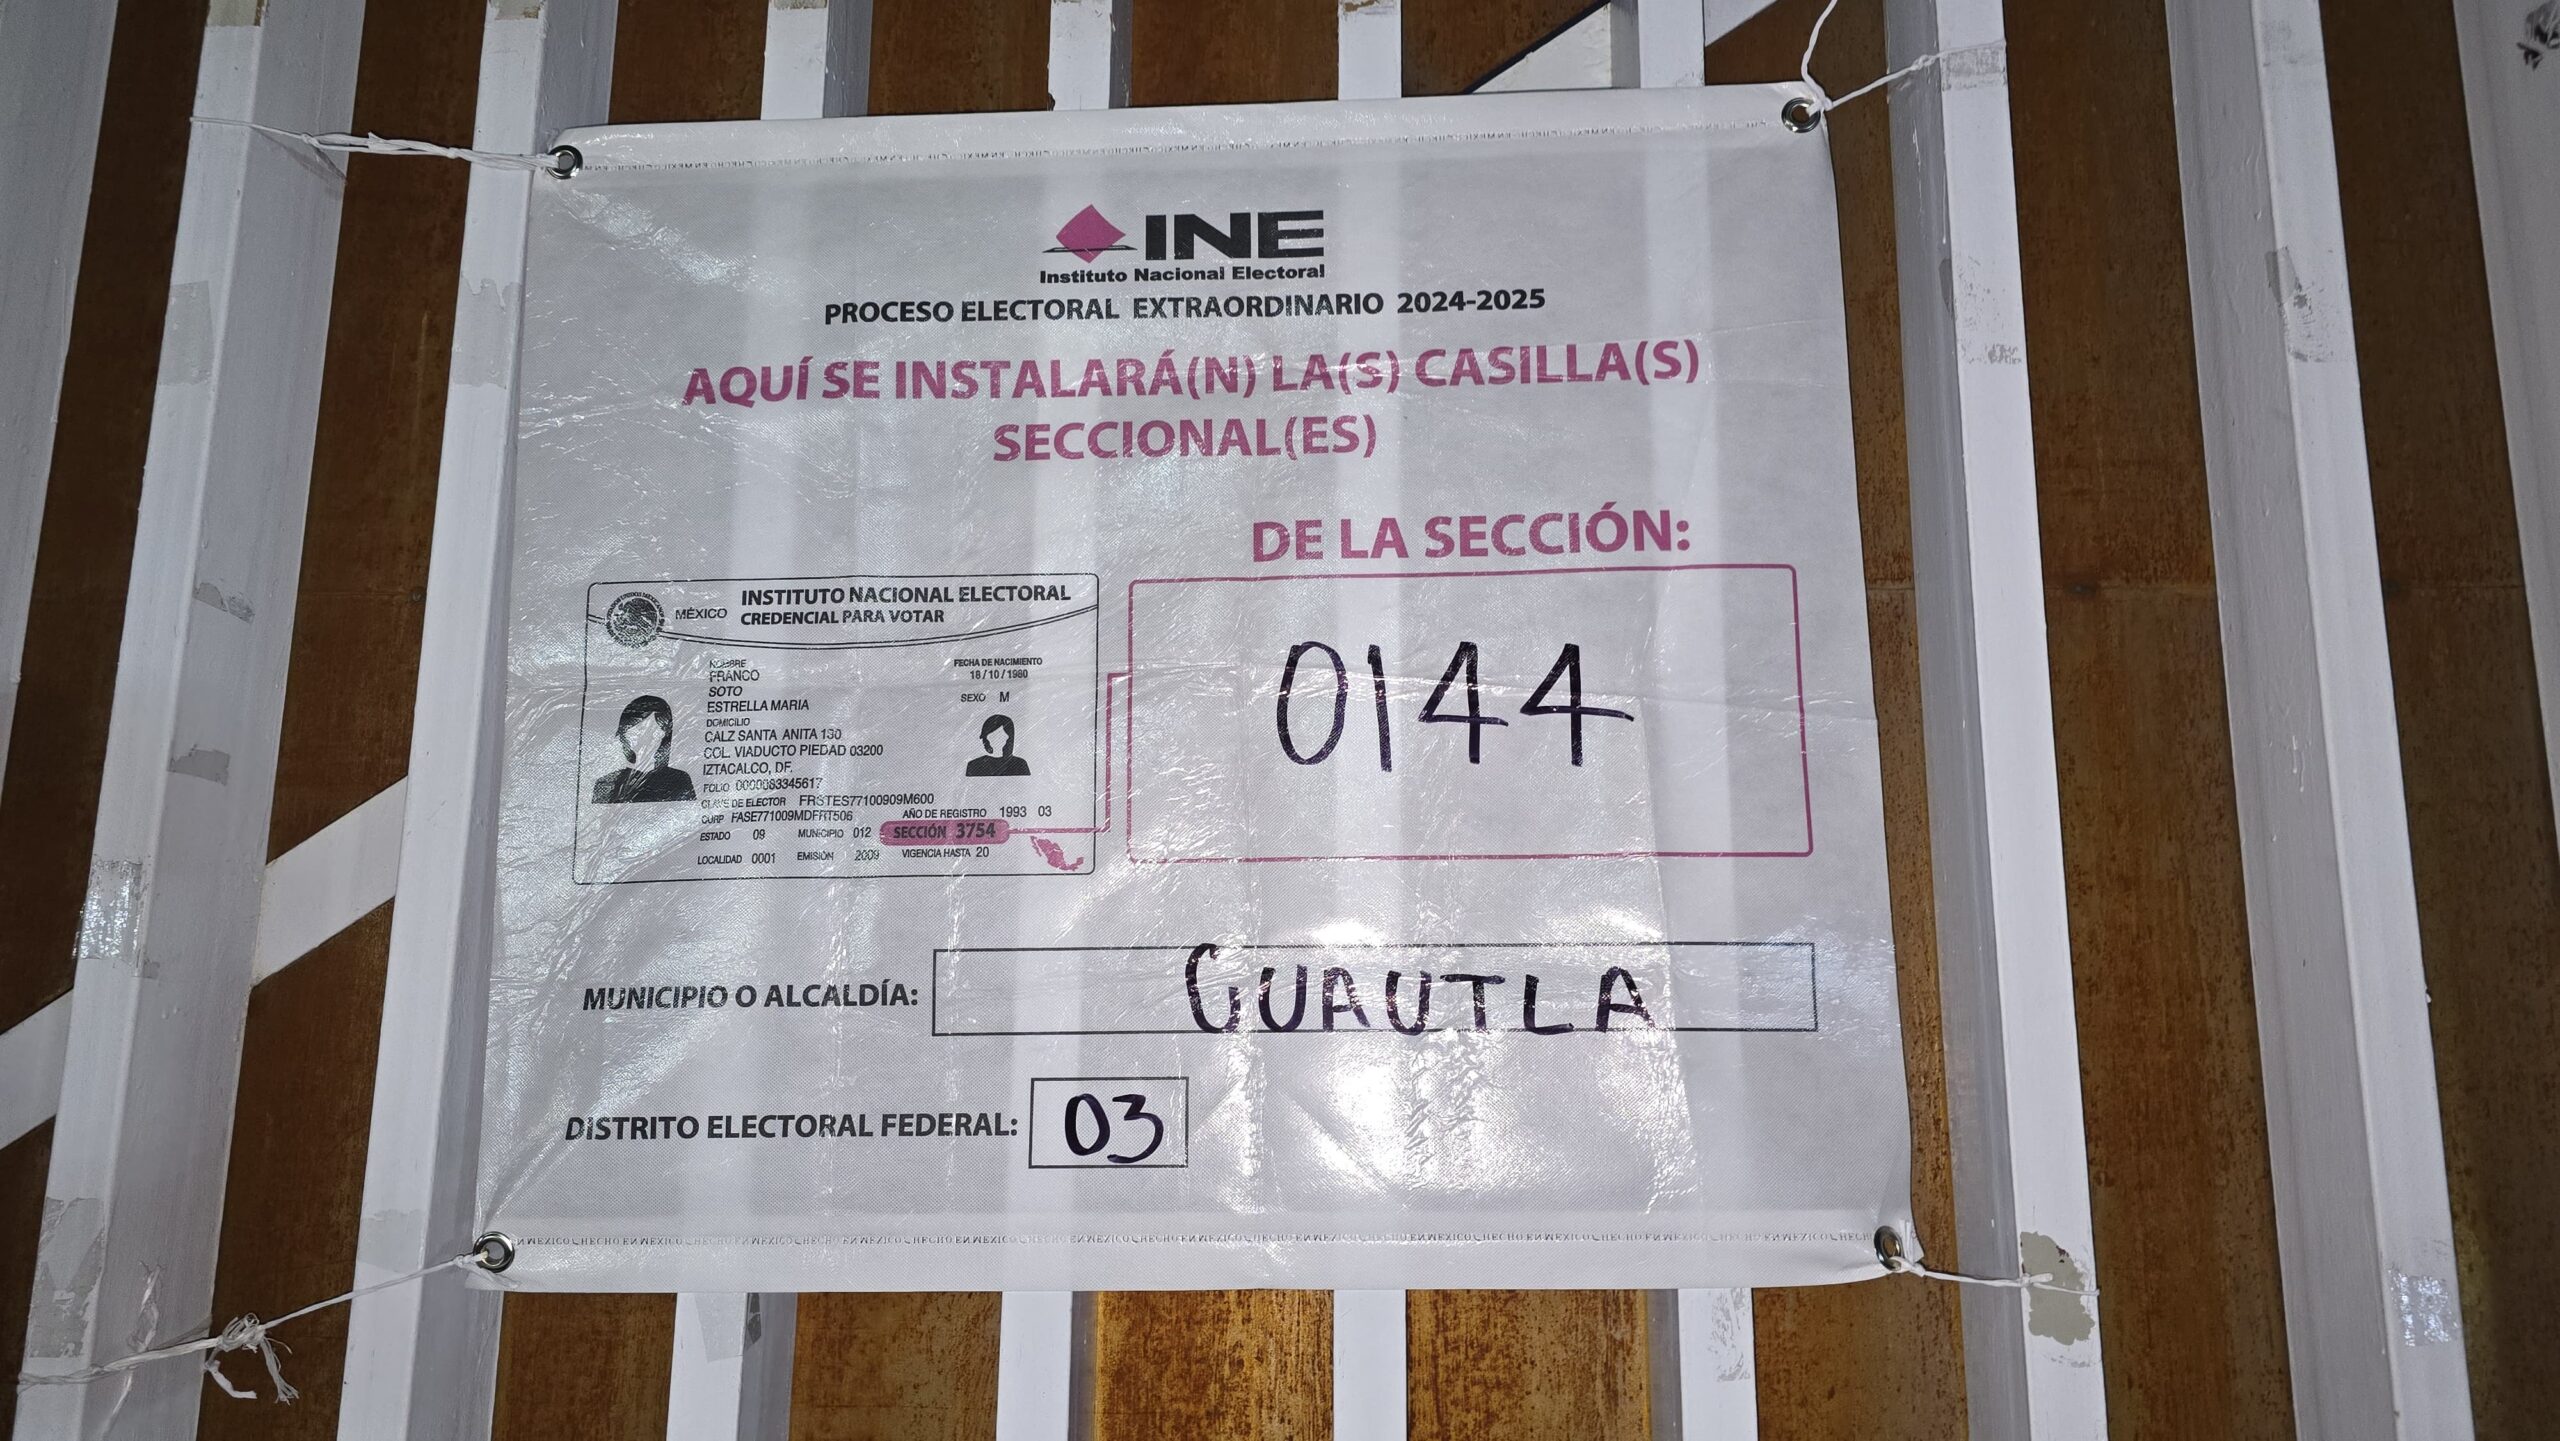 INE
Instituto Nacional Electoral
PROCESO ELECTORAL EXTRAORDINARIO 2024-2025
AQUÍ SE INSTALARÁ(N) LA(S) CASILLA(S)
SECCIONAL(ES)
DE LA SECCIÓN:
0144
MÉXICO
INSTITUTO NACIONAL ELECTORAL
CREDENCIAL PARA VOTAR
NOMBRE
FRANCO
SOTO
ESTRELLA MARIA
FECHA DE NACIMIENTO
18/10/1980
SEXO M
DOMICILIO
CALZ SANTA ANITA 130
COL. VIADUCTO PIEDAD 03200
IZTACALCO, DF.
FOLIO 0000083345617
CLAVE DE ELECTOR FRSTES77100909M600
CURP FASE771009MDFRT506 AÑO DE REGISTRO 1993 03
ESTADO 09 MUNICIPIO 012 SECCIÓN 3754
LOCALIDAD 0001 EMISIÓN 2009 VIGENCIA HASTA 20
MUNICIPIO O ALCALDÍA: CUAUTLA
DISTRITO ELECTORAL FEDERAL: 03